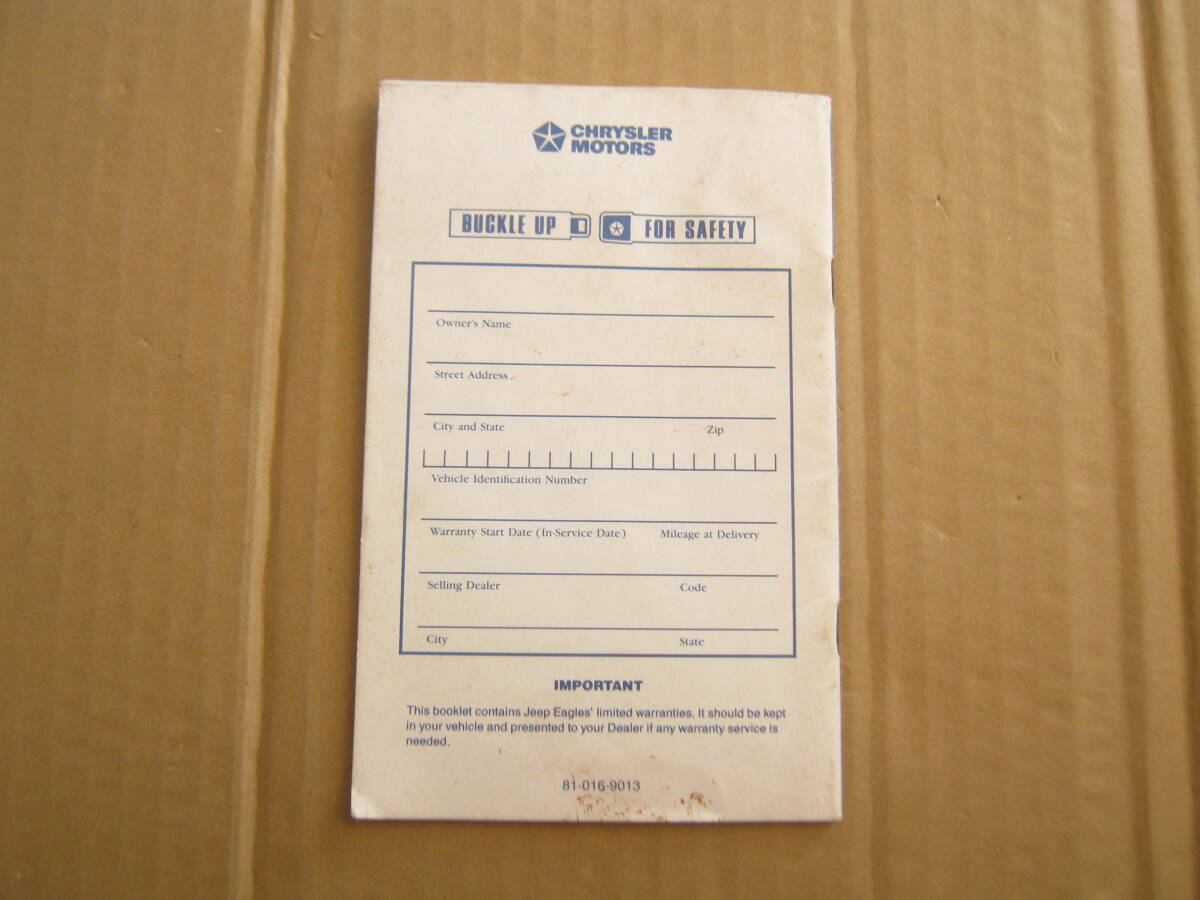 CHRYSLER
MOTORS
BUCKLE UP FOR SAFETY
Owner's Name
Street Address
City and State Zip
Vehicle Identification Number
Warranty Start Date (In-Service Date) Mileage at Delivery
Selling Dealer Code
City State
IMPORTANT
This booklet contains Jeep Eagles' limited warranties. It should be kept
in your vehicle and presented to your Dealer if any warranty service is
needed.
81-016-9013